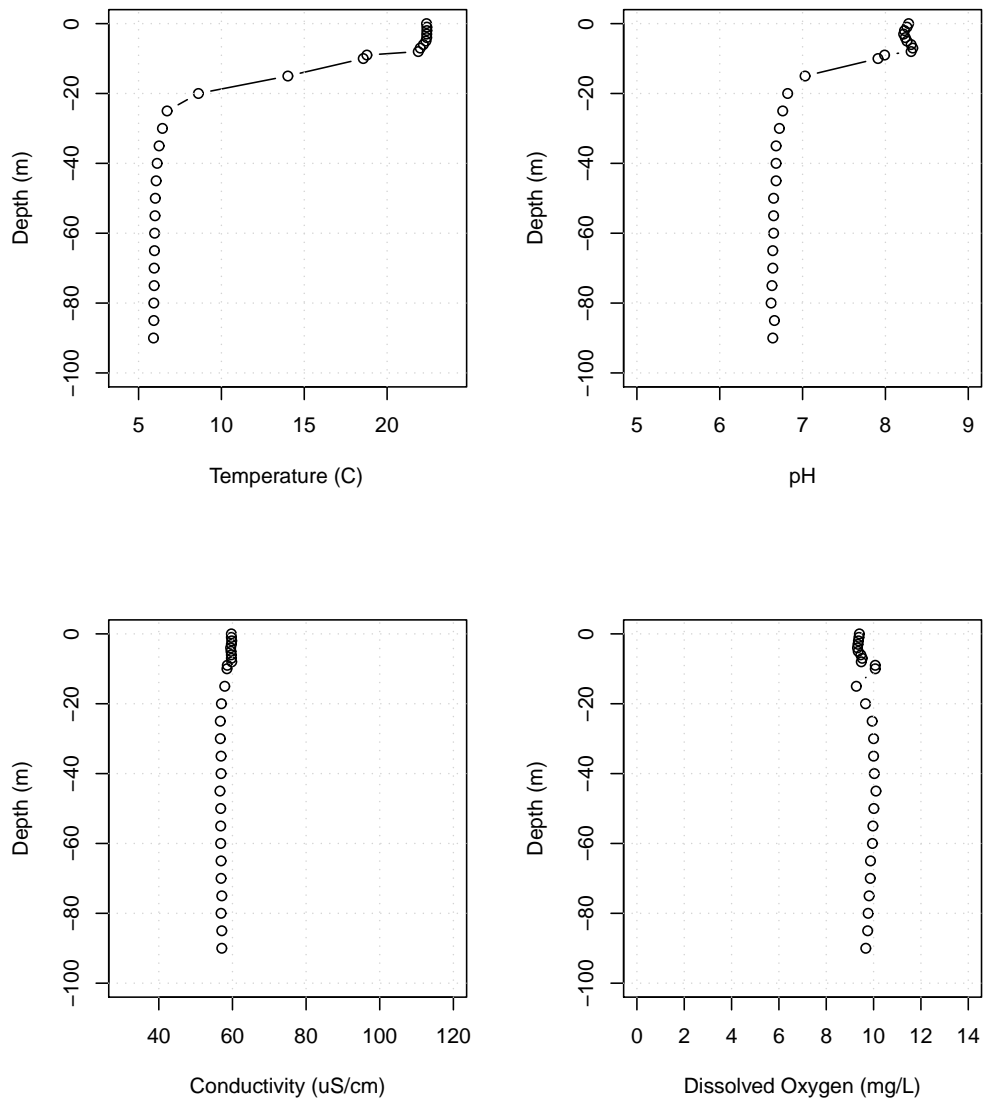 0
−20
−40
−60
−80
−100
Depth (m)
5 10 15 20
Temperature (C)
0
−20
−40
−60
−80
−100
Depth (m)
5 6 7 8 9
pH
0
−20
−40
−60
−80
−100
Depth (m)
40 60 80 100 120
Conductivity (uS/cm)
0
−20
−40
−60
−80
−100
Depth (m)
0 2 4 6 8 10 12 14
Dissolved Oxygen (mg/L)